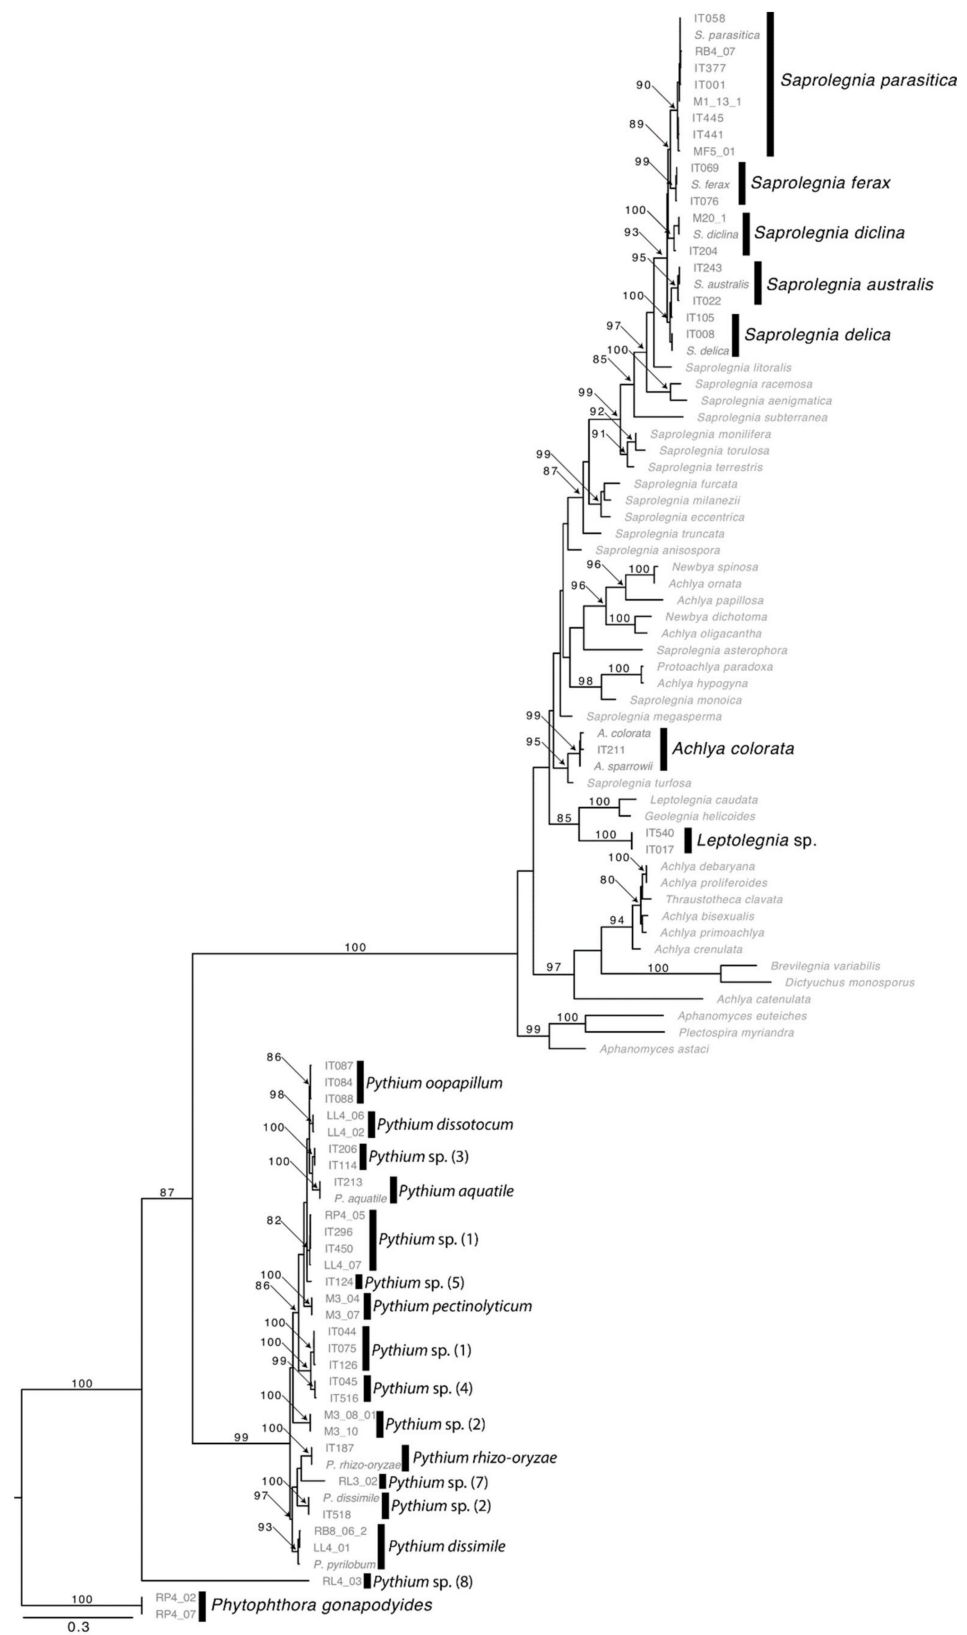 IT058
S. parasitica
RB4_07
IT377
IT001
90
M1_13_1
Saprolegnia parasitica
IT445
89
IT441
MF5_01
99
IT069
S. ferax
Saprolegnia ferax
IT076
100
M20_1
93
S. diclina
Saprolegnia diclina
IT204
95
IT243
S. australis
Saprolegnia australis
100
IT022
IT105
97
IT008
Saprolegnia delica
100
S. delica
85
Saprolegnia litoralis
Saprolegnia racemosa
99
Saprolegnia aenigmatica
92
Saprolegnia subterranea
91
Saprolegnia monilifera
Saprolegnia torulosa
99
Saprolegnia terrestris
87
Saprolegnia furcata
Saprolegnia milanezii
Saprolegnia eccentrica
Saprolegnia truncata
Saprolegnia anisospora
96
100
Newbya spinosa
96
Achlya ornata
Achlya papillosa
100
Newbya dichotoma
Achlya oligacantha
Saprolegnia asterophora
100
Protoachlya paradoxa
98
Achlya hypogyna
Saprolegnia monoica
99
Saprolegnia megasperma
A. colorata
95
IT211
Achlya colorata
A. sparrowii
Saprolegnia turfosa
100
Leptolegnia caudata
85
Geolegnia helicoides
100
IT540
Leptolegnia sp.
IT017
100
Achlya debaryana
80
Achlya proliferoides
Thraustotheca clavata
94
Achlya bisexualis
Achlya primoachlya
100
Achlya crenulata
97
100
Brevilegnia variabilis
Dictyuchus monosporus
Achlya catenulata
100
Aphanomyces euteiches
99
Plectospira myriandra
Aphanomyces astaci
86
IT087
IT084
Pythium oopapillum
98
IT088
LL4_06
Pythium dissotocum
100
LL4_02
IT206
Pythium sp. (3)
100
IT114
IT213
Pythium aquatile
87
P. aquatile
82
RP4_05
IT296
Pythium sp. (1)
IT450
LL4_07
100
IT124
Pythium sp. (5)
86
M3_04
Pythium pectinolyticum
M3_07
100
IT044
100
IT075
Pythium sp. (1)
99
IT126
100
IT045
Pythium sp. (4)
100
IT516
M3_08_01
Pythium sp. (2)
99
100
M3_10
IT187
Pythium rhizo-oryzae
P. rhizo-oryzae
100
RL3_02
Pythium sp. (7)
97
P. dissimile
Pythium sp. (2)
IT518
93
RB8_06_2
LL4_01
Pythium dissimile
P. pyrilobum
RL4_03
Pythium sp. (8)
100
RP4_02
Phytophthora gonapodyides
RP4_07
0.3